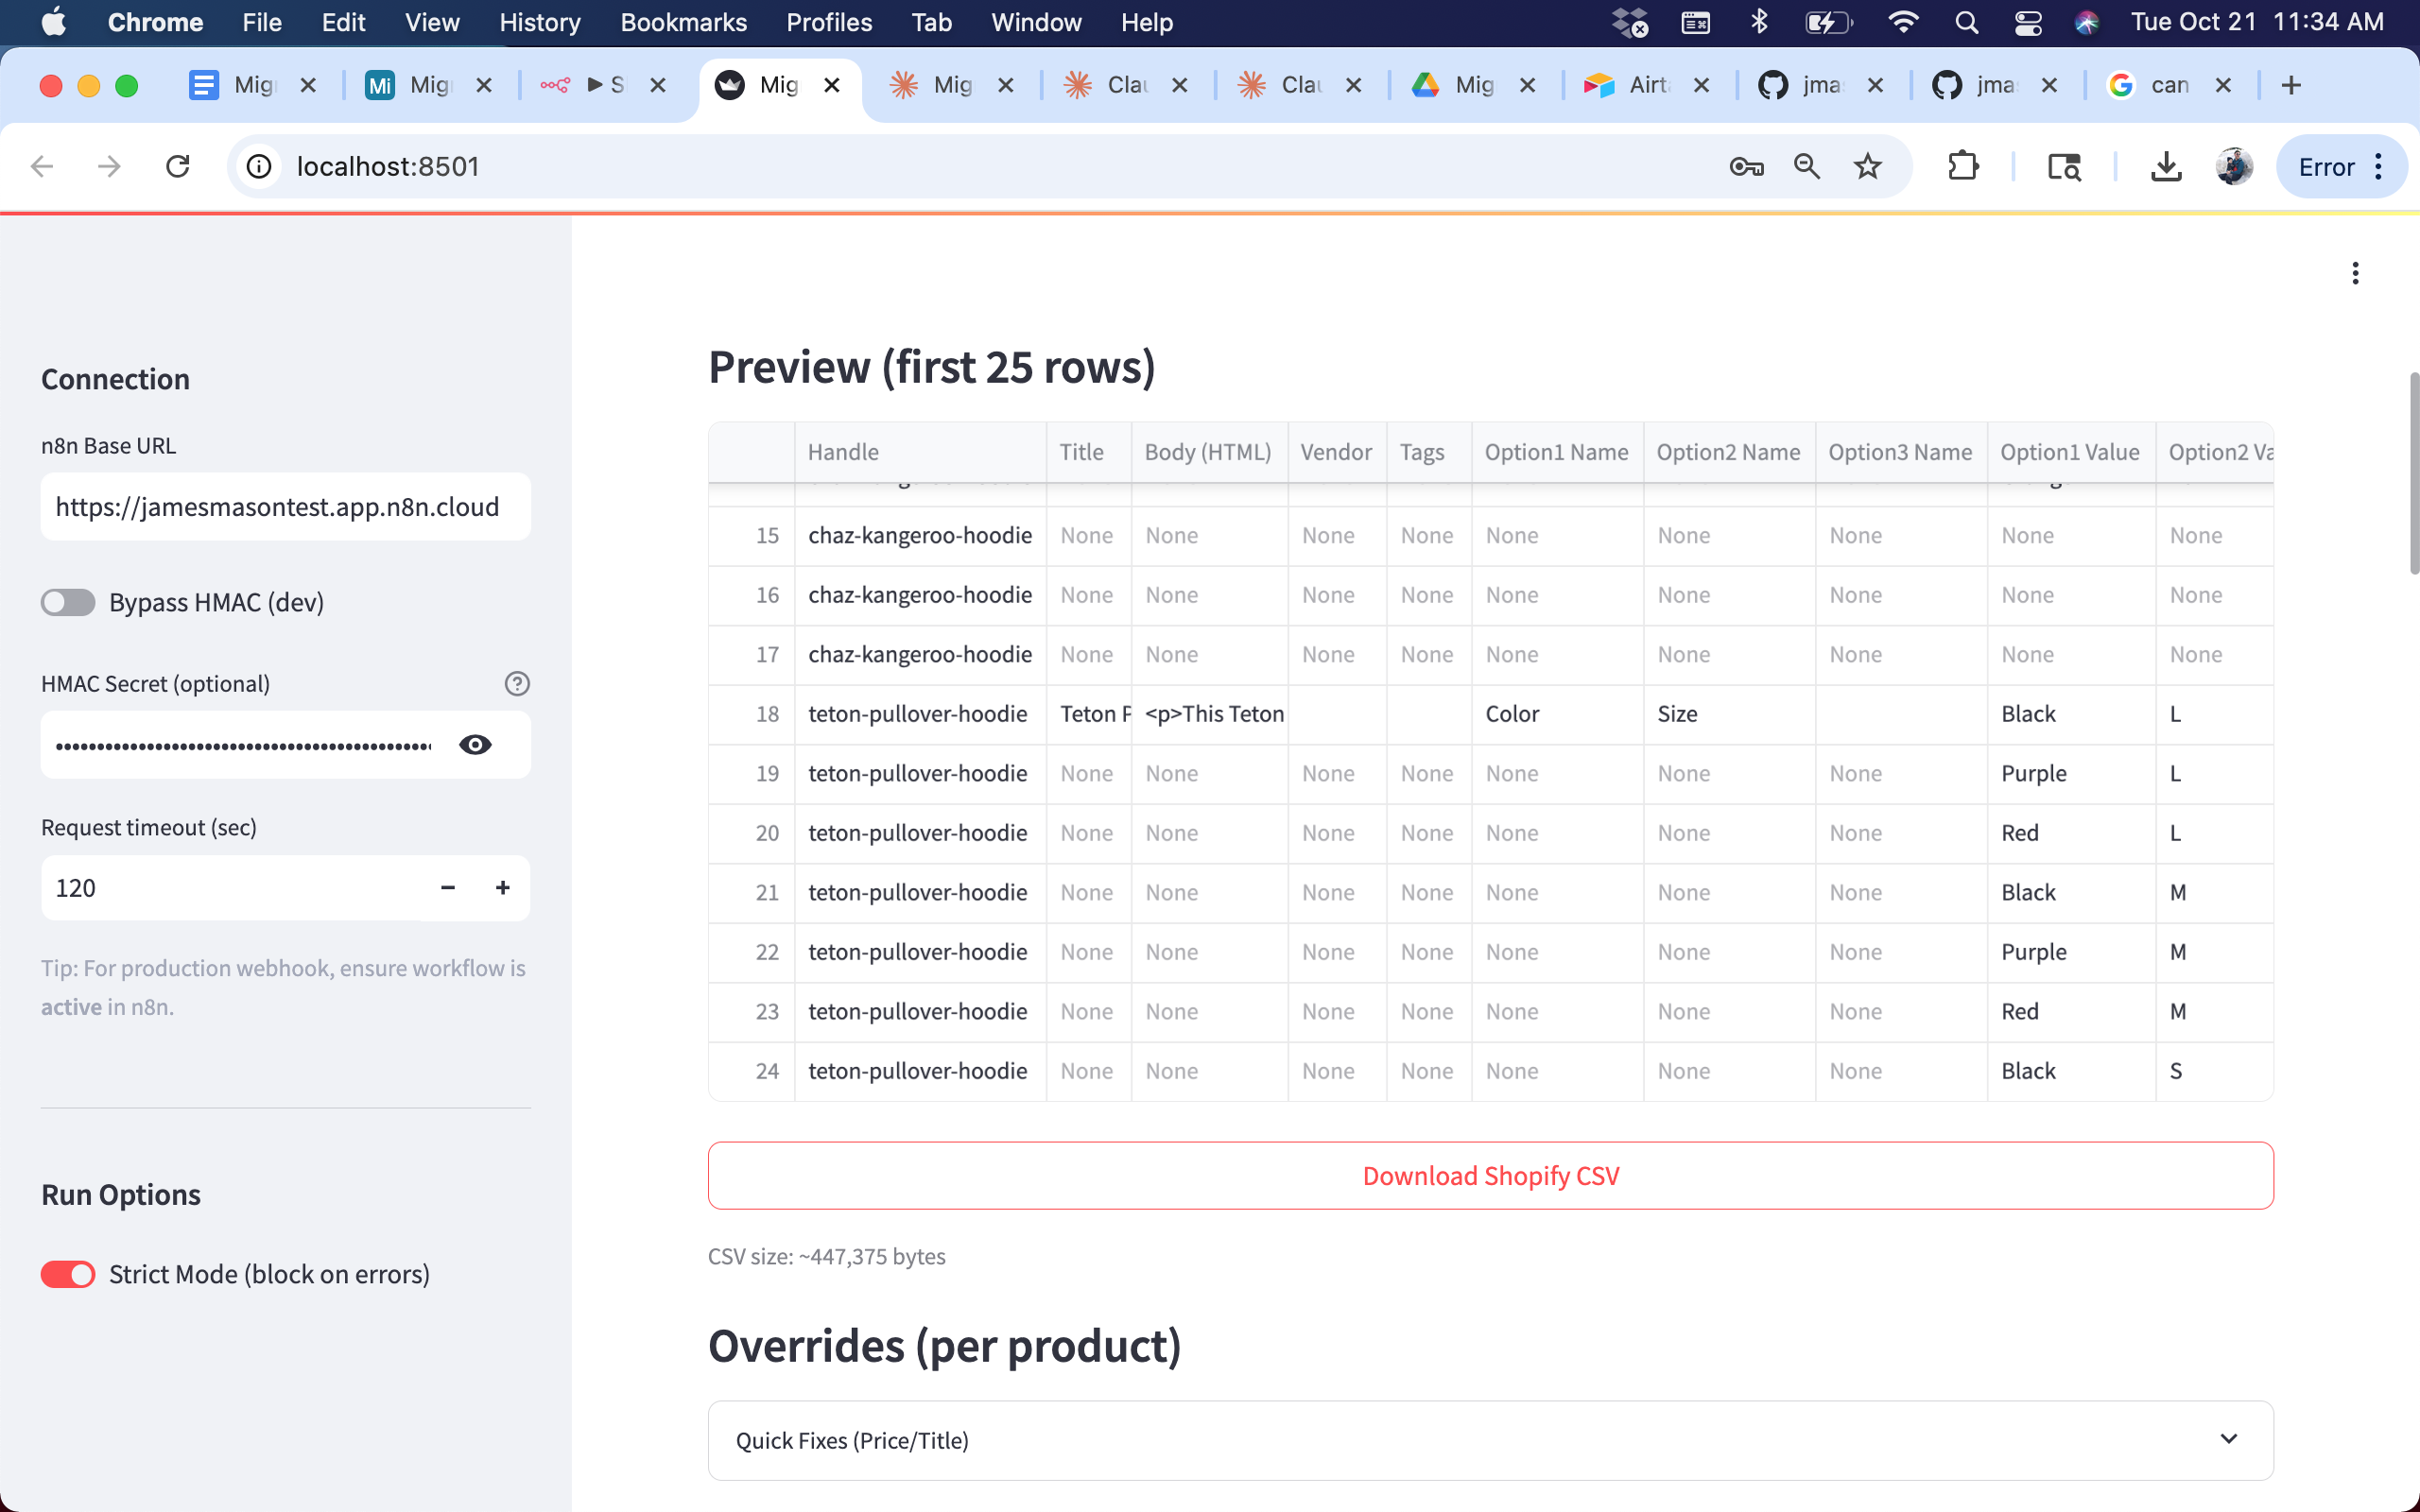 Chrome File Edit View History Bookmarks Profiles Tab Window Help Tue Oct 21 11:34 AM
Mig Mi Mig S Mig Mig Clau Clau Mig Airta jma jma can
localhost:8501 Error
Connection
n8n Base URL
https://jamesmasontest.app.n8n.cloud
Bypass HMAC (dev)
HMAC Secret (optional)
Request timeout (sec)
120
Tip: For production webhook, ensure workflow is
active in n8n.
Run Options
Strict Mode (block on errors)
Preview (first 25 rows)
Handle Title Body (HTML) Vendor Tags Option1 Name Option2 Name Option3 Name Option1 Value Option2 Va
15 chaz-kangeroo-hoodie None None None None None None None None None
16 chaz-kangeroo-hoodie None None None None None None None None None
17 chaz-kangeroo-hoodie None None None None None None None None None
18 teton-pullover-hoodie Teton P <p>This Teton Color Size Black L
19 teton-pullover-hoodie None None None None None None None Purple L
20 teton-pullover-hoodie None None None None None None None Red L
21 teton-pullover-hoodie None None None None None None None Black M
22 teton-pullover-hoodie None None None None None None None Purple M
23 teton-pullover-hoodie None None None None None None None Red M
24 teton-pullover-hoodie None None None None None None None Black S
Download Shopify CSV
CSV size: ~447,375 bytes
Overrides (per product)
Quick Fixes (Price/Title)